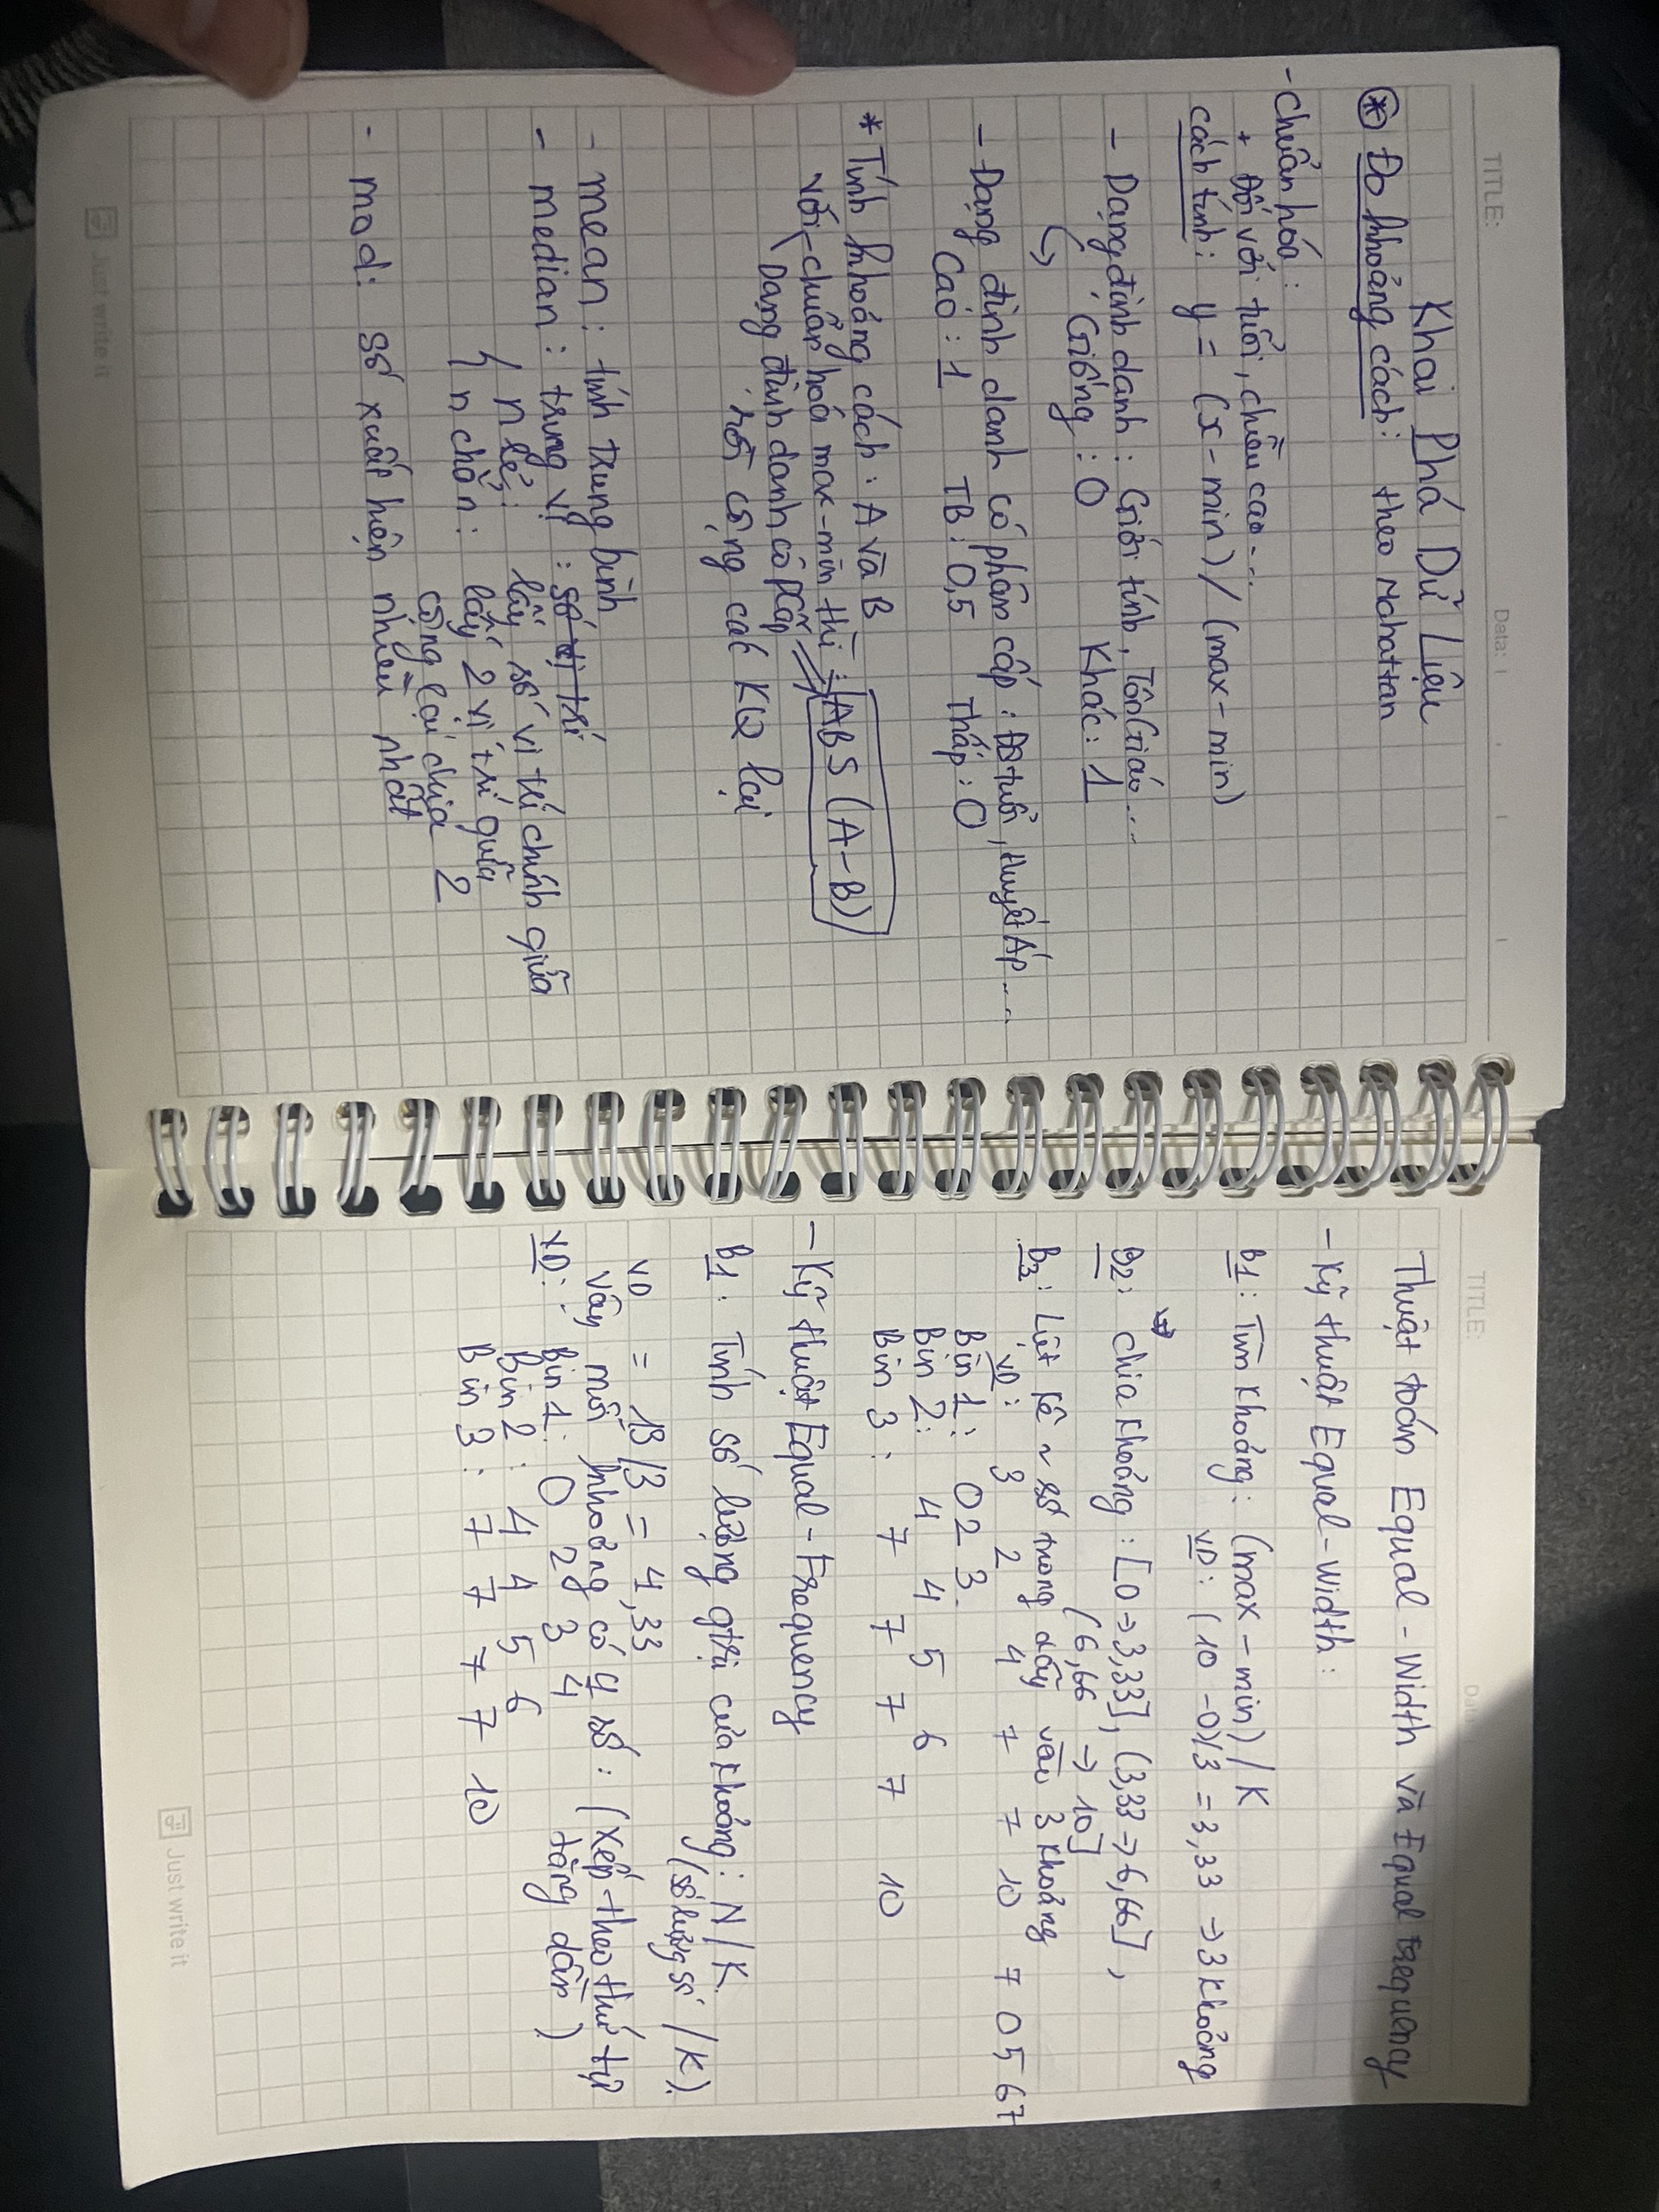 TITLE:
Data:
Khai Phá Dữ Liệu
* Đo khoảng cách: theo Mahattan
- Chuẩn hóa:
+ Đối với tuổi, chiều cao...
cách tính: y = (x - min) / (max - min)
- Dạng định danh: Giới tính, Tôn Giáo...
Giống: 0 Khác: 1
- Dạng định danh có phân cấp: Độ tuổi, Huyết Áp...
Cao: 1 TB: 0,5 Thấp: 0
* Tính khoảng cách: A và B
với - chuẩn hoá max-min thì : ABS (A-B)
Dạng định danh có pCấp
rồi cộng các KQ lại
- mean: tính trung bình
- median: trung vị: số vị trí
n lẻ: lấy số vị trí chính giữa
n chẵn: lấy 2 vị trí giữa
cộng lại chia 2
- mod: số xuất hiện nhiều nhất
Just write it
TITLE:
Data
Thuật toán Equal - Width và Equal Frequency
- Kỹ thuật Equal-Width:
B1: Tìm khoảng: (max - min) / K
VD: (10 - 0)/3 = 3,33 → 3 khoảng
B2: chia khoảng: [0 → 3,33], (3,33 → 6,66],
(6,66 → 10]
B3: Liệt kê ~ số trong dãy vào 3 khoảng
VD: 3 2 4 7 7 10 7 0 5 6 7
Bin 1: 0 2 3.
Bin 2: 4 4 5 6
Bin 3: 7 7 7 7 10
- Kỹ thuật Equal - Frequency
B1. Tính số lượng gtrị của khoảng: N / K.
(số lượng số / K).
VD = 13/3 = 4,33
Vậy mỗi khoảng có 4 số: (xếp theo thứ tự
tăng dần)
VD: Bin 1: 0 2 3 4
Bin 2: 4 4 5 6
Bin 3: 7 7 7 7 10
Just write it